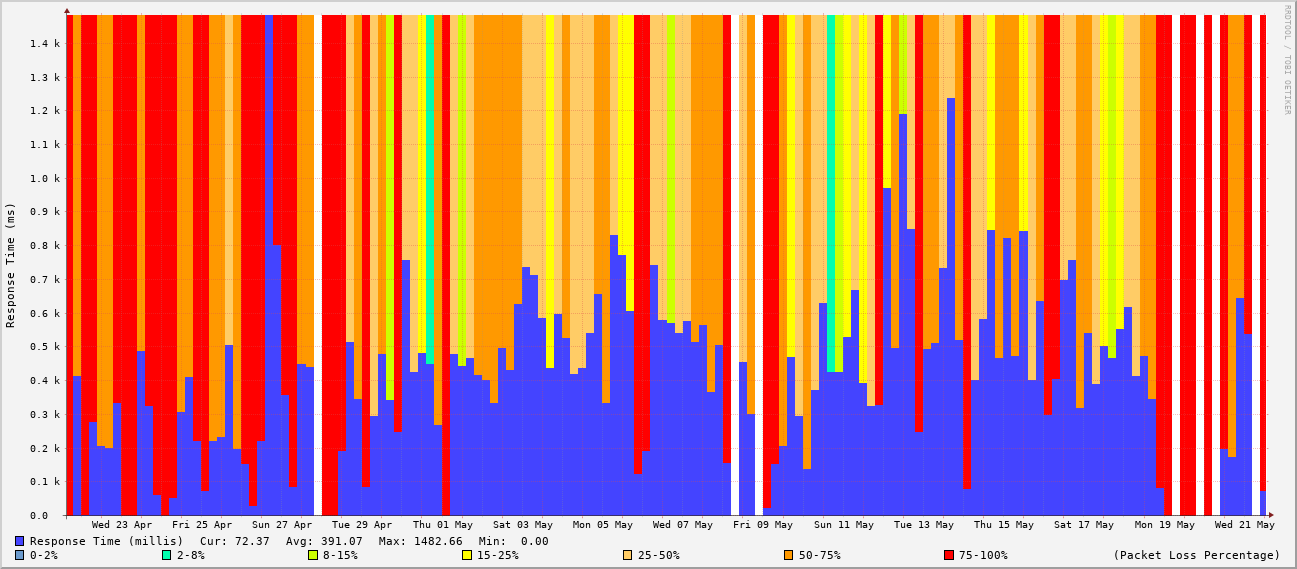 RRDTOOL / TOBI OETIKER
Response Time (ms)
1.4 k
1.3 k
1.2 k
1.1 k
1.0 k
0.9 k
0.8 k
0.7 k
0.6 k
0.5 k
0.4 k
0.3 k
0.2 k
0.1 k
0.0
Wed 23 Apr Fri 25 Apr Sun 27 Apr Tue 29 Apr Thu 01 May Sat 03 May Mon 05 May Wed 07 May Fri 09 May Sun 11 May Tue 13 May Thu 15 May Sat 17 May Mon 19 May Wed 21 May
Response Time (millis) Cur: 72.37 Avg: 391.07 Max: 1482.66 Min: 0.00
0-2% 2-8% 8-15% 15-25% 25-50% 50-75% 75-100% (Packet Loss Percentage)